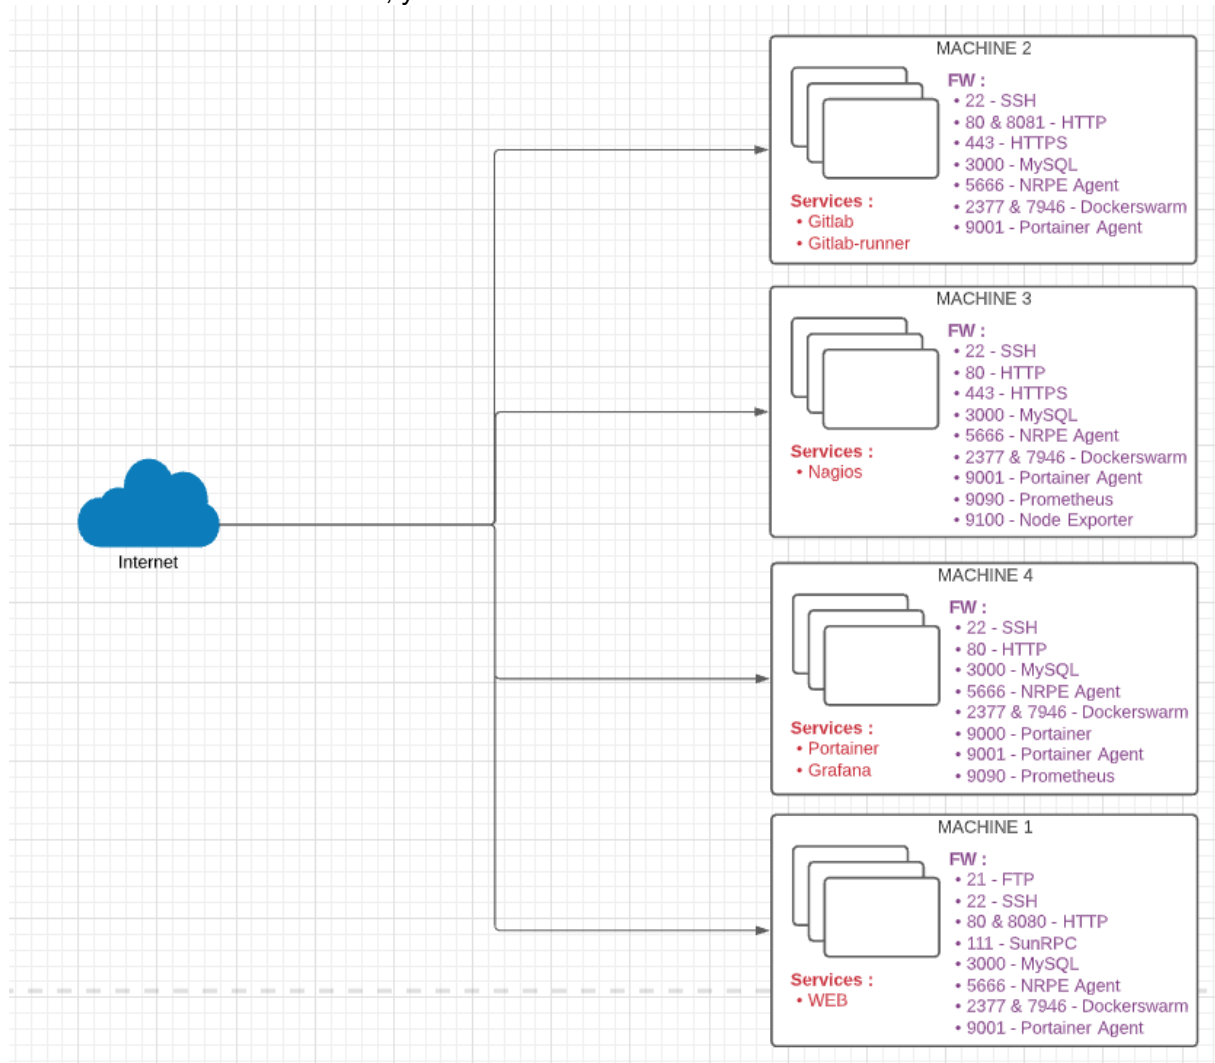 MACHINE 2
FW :
• 22 - SSH
• 80 & 8081 - HTTP
• 443 - HTTPS
• 3000 - MySQL
• 5666 - NRPE Agent
• 2377 & 7946 - Dockerswarm
• 9001 - Portainer Agent
Services :
• Gitlab
• Gitlab-runner
MACHINE 3
FW :
• 22 - SSH
• 80 - HTTP
• 443 - HTTPS
• 3000 - MySQL
• 5666 - NRPE Agent
• 2377 & 7946 - Dockerswarm
• 9001 - Portainer Agent
• 9090 - Prometheus
• 9100 - Node Exporter
Services :
• Nagios
Internet
MACHINE 4
FW :
• 22 - SSH
• 80 - HTTP
• 3000 - MySQL
• 5666 - NRPE Agent
• 2377 & 7946 - Dockerswarm
• 9000 - Portainer
• 9001 - Portainer Agent
• 9090 - Prometheus
Services :
• Portainer
• Grafana
MACHINE 1
FW :
• 21 - FTP
• 22 - SSH
• 80 & 8080 - HTTP
• 111 - SunRPC
• 3000 - MySQL
• 5666 - NRPE Agent
• 2377 & 7946 - Dockerswarm
• 9001 - Portainer Agent
Services :
• WEB